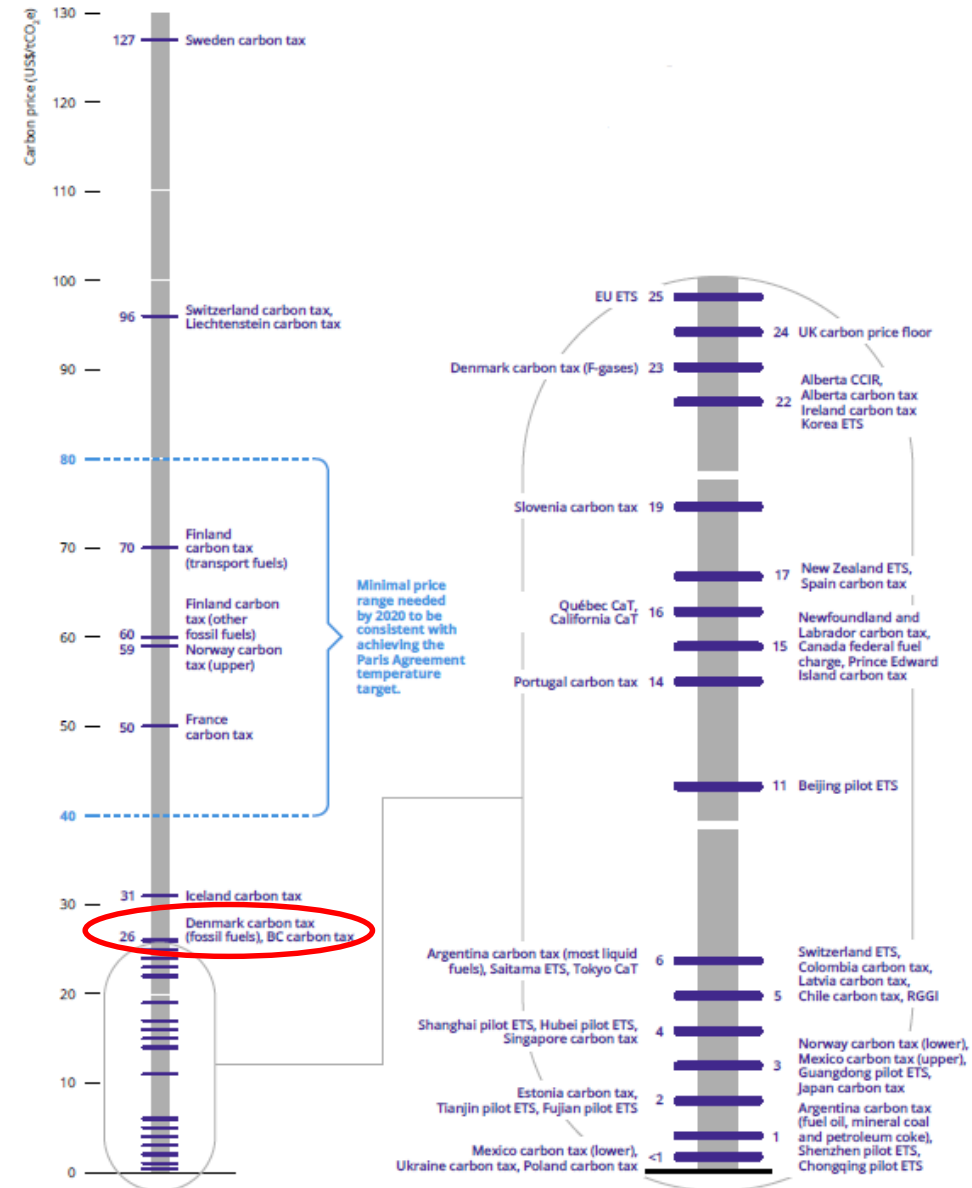 Carbon price (US$/tCO₂e)
130
127 Sweden carbon tax
120
110
100
96 Switzerland carbon tax,
Liechtenstein carbon tax
90
80
70
70 Finland
carbon tax
(transport fuels)
Finland carbon
tax (other
fossil fuels)
60
60
59 Norway carbon
tax (upper)
50
50 France
carbon tax
40
Minimal price
range needed
by 2020 to be
consistent with
achieving the
Paris Agreement
temperature
target.
31 Iceland carbon tax
30
26 Denmark carbon tax
(fossil fuels), BC carbon tax
20
10
0
EU ETS 25
24 UK carbon price floor
Denmark carbon tax (F-gases) 23
22 Alberta CCIR,
Alberta carbon tax
Ireland carbon tax
Korea ETS
Slovenia carbon tax 19
17 New Zealand ETS,
Spain carbon tax
Québec CaT,
California CaT 16
15 Newfoundland and
Labrador carbon tax,
Canada federal fuel
charge, Prince Edward
Island carbon tax
Portugal carbon tax 14
11 Beijing pilot ETS
Argentina carbon tax (most liquid
fuels), Saitama ETS, Tokyo CaT 6
5 Switzerland ETS,
Colombia carbon tax,
Latvia carbon tax,
Chile carbon tax, RGGI
Shanghai pilot ETS, Hubei pilot ETS,
Singapore carbon tax 4
3 Norway carbon tax (lower),
Mexico carbon tax (upper),
Guangdong pilot ETS,
Japan carbon tax
Estonia carbon tax,
Tianjin pilot ETS, Fujian pilot ETS 2
1 Argentina carbon tax
(fuel oil, mineral coal
and petroleum coke),
Shenzhen pilot ETS,
Chongqing pilot ETS
Mexico carbon tax (lower),
Ukraine carbon tax, Poland carbon tax <1